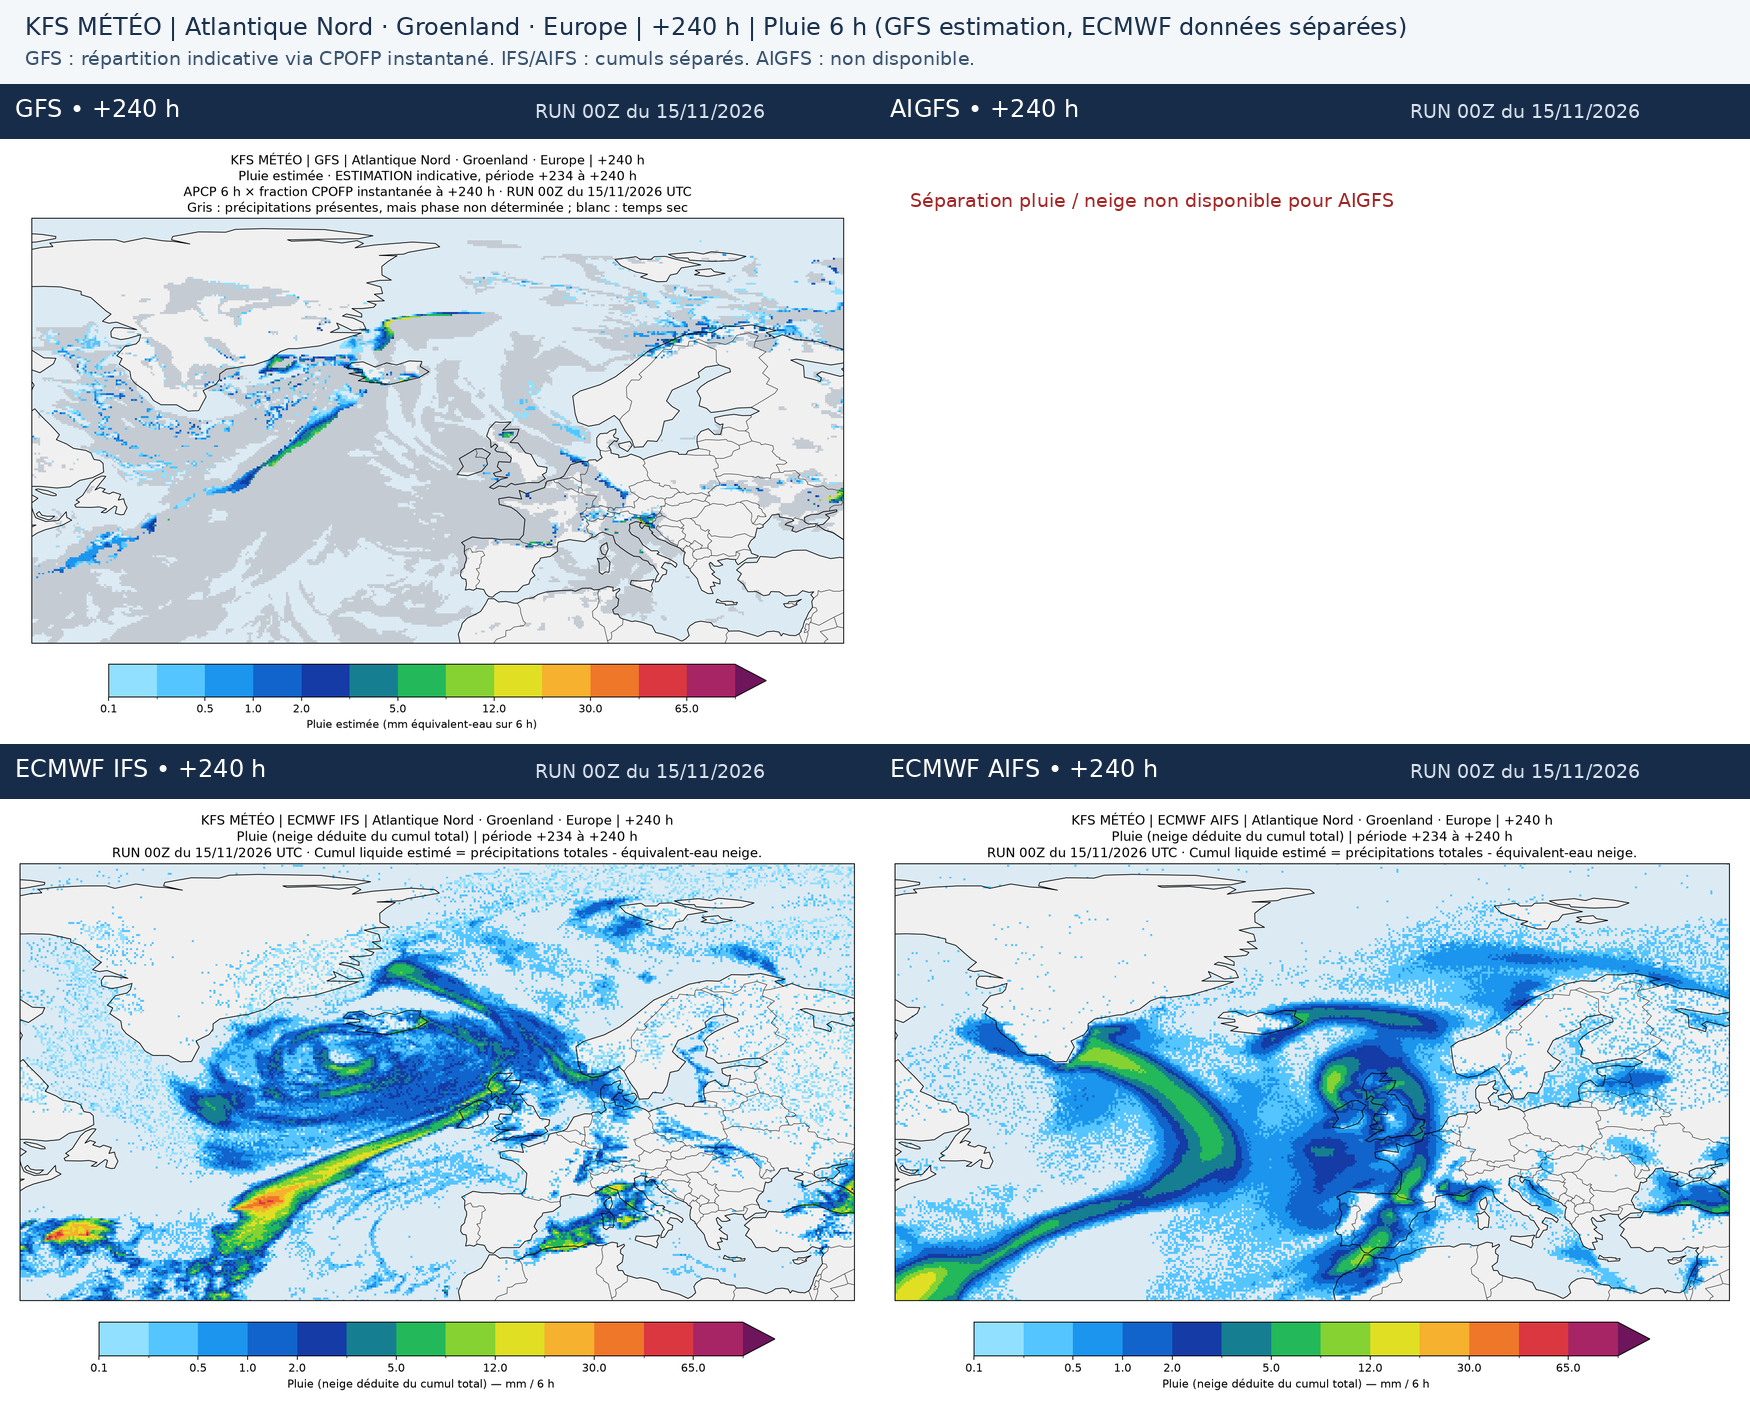 KFS MÉTÉO | Atlantique Nord · Groenland · Europe | +240 h | Pluie 6 h (GFS estimation, ECMWF données séparées)
GFS : répartition indicative via CPOFP instantané. IFS/AIFS : cumuls séparés. AIGFS : non disponible.
GFS • +240 h
RUN 00Z du 15/11/2026
AIGFS • +240 h
RUN 00Z du 15/11/2026
KFS MÉTÉO | GFS | Atlantique Nord · Groenland · Europe | +240 h
Pluie estimée · ESTIMATION indicative, période +234 à +240 h
APCP 6 h × fraction CPOFP instantanée à +240 h · RUN 00Z du 15/11/2026 UTC
Gris : précipitations présentes, mais phase non déterminée ; blanc : temps sec
Séparation pluie / neige non disponible pour AIGFS
0.1 0.5 1.0 2.0 5.0 12.0 30.0 65.0
Pluie estimée (mm équivalent-eau sur 6 h)
ECMWF IFS • +240 h
RUN 00Z du 15/11/2026
ECMWF AIFS • +240 h
RUN 00Z du 15/11/2026
KFS MÉTÉO | ECMWF IFS | Atlantique Nord · Groenland · Europe | +240 h
Pluie (neige déduite du cumul total) | période +234 à +240 h
RUN 00Z du 15/11/2026 UTC · Cumul liquide estimé = précipitations totales - équivalent-eau neige.
KFS MÉTÉO | ECMWF AIFS | Atlantique Nord · Groenland · Europe | +240 h
Pluie (neige déduite du cumul total) | période +234 à +240 h
RUN 00Z du 15/11/2026 UTC · Cumul liquide estimé = précipitations totales - équivalent-eau neige.
0.1 0.5 1.0 2.0 5.0 12.0 30.0 65.0
Pluie (neige déduite du cumul total) — mm / 6 h
0.1 0.5 1.0 2.0 5.0 12.0 30.0 65.0
Pluie (neige déduite du cumul total) — mm / 6 h